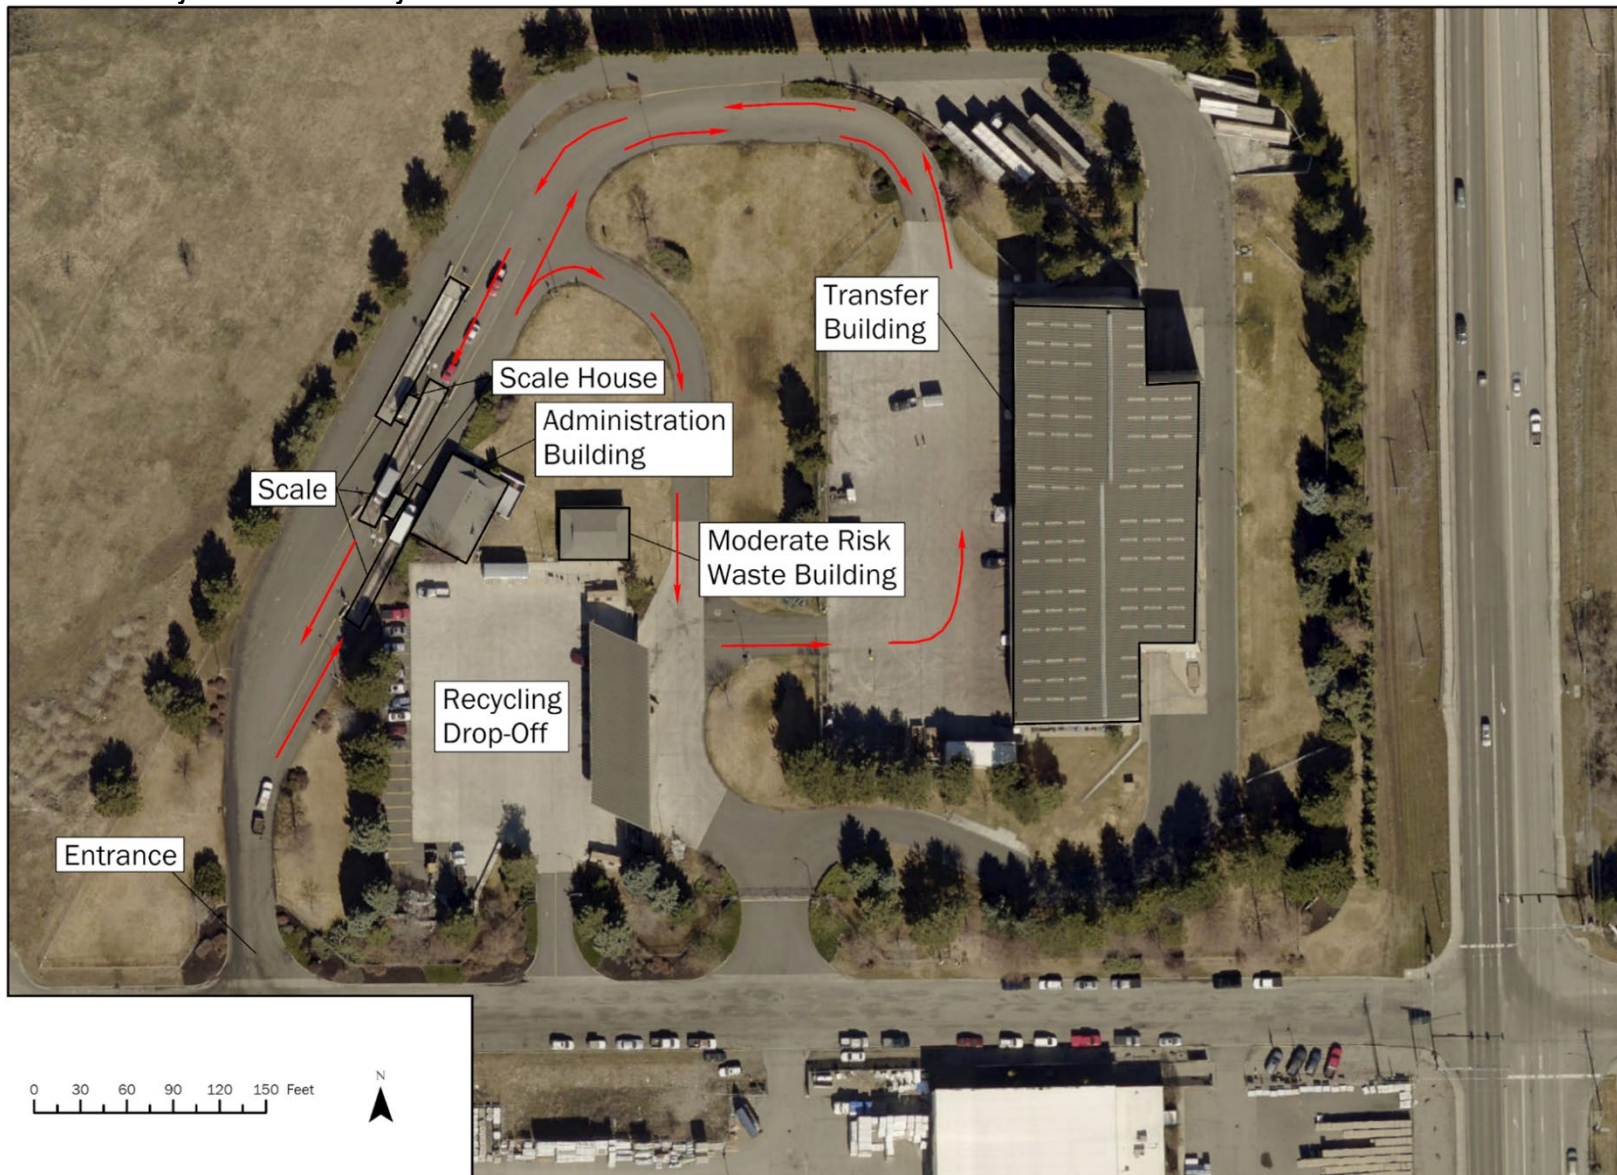 Transfer
Building
Scale House
Administration
Building
Scale
Moderate Risk
Waste Building
Recycling
Drop-Off
Entrance
0 30 60 90 120 150 Feet
N